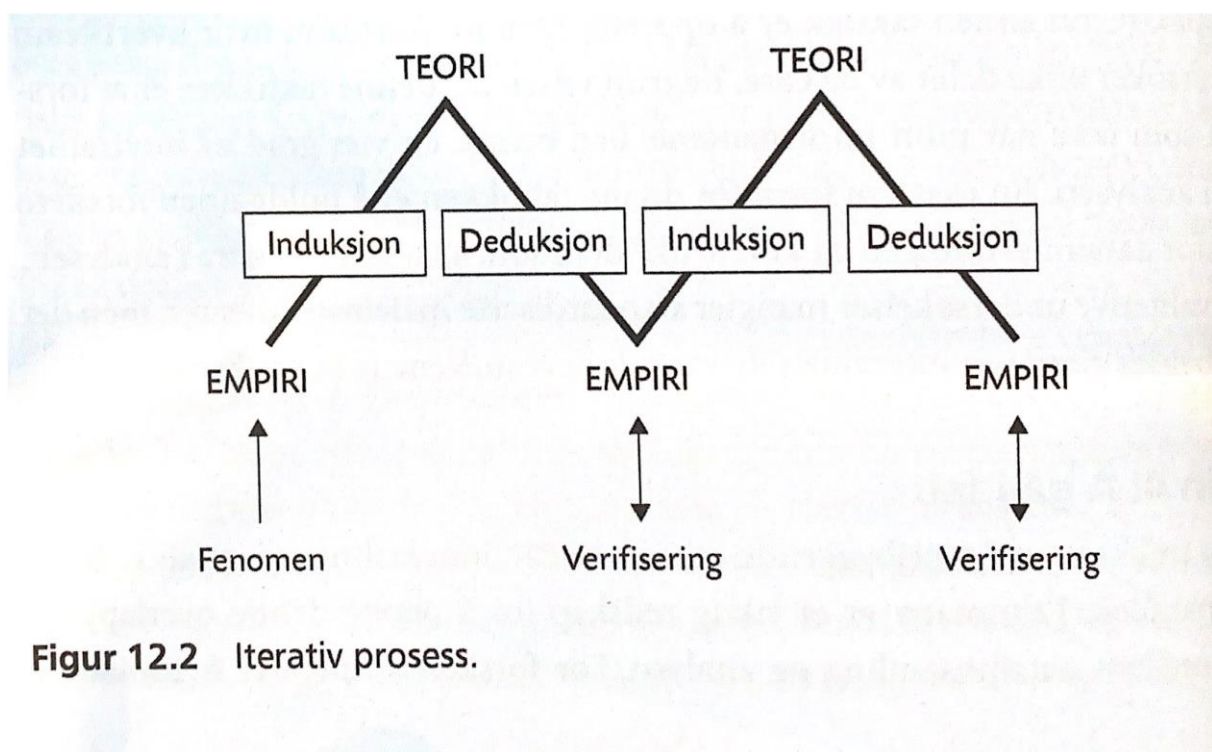 TEORI TEORI
Induksjon Deduksjon Induksjon Deduksjon
EMPIRI EMPIRI EMPIRI
Fenomen Verifisering Verifisering
Figur 12.2 Iterativ prosess.